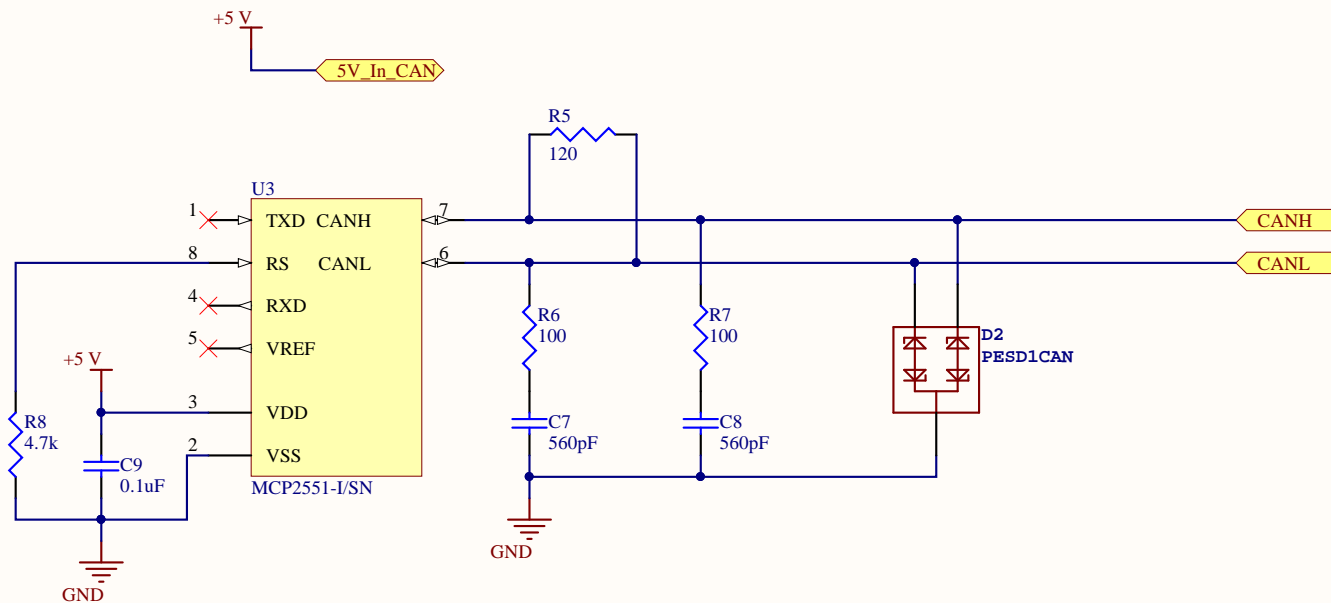 +5 V
5V_In_CAN
R5
120
U3
1
TXD
CANH
7
CANH
8
RS
CANL
6
CANL
4
RXD
5
VREF
R6
100
R7
100
D2
PESD1CAN
+5 V
3
VDD
R8
4.7k
C7
560pF
C8
560pF
2
VSS
C9
0.1uF
MCP2551-I/SN
GND
GND